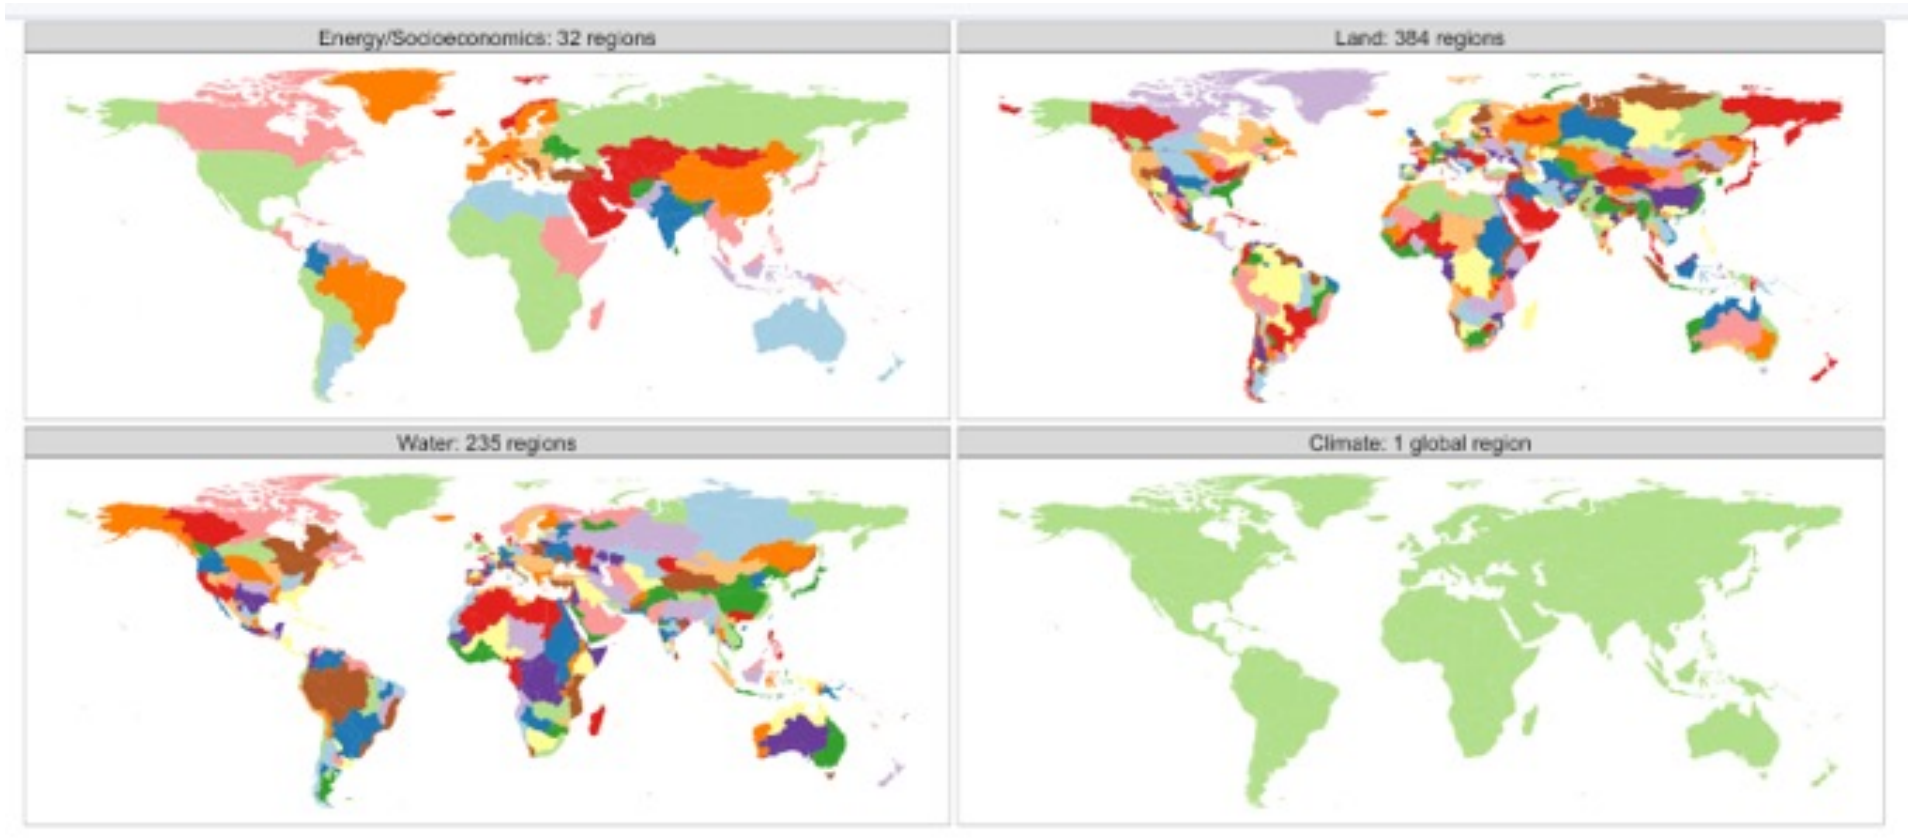 Energy/Socioeconomics: 32 regions
Land: 384 regions
Water: 235 regions
Climate: 1 global region